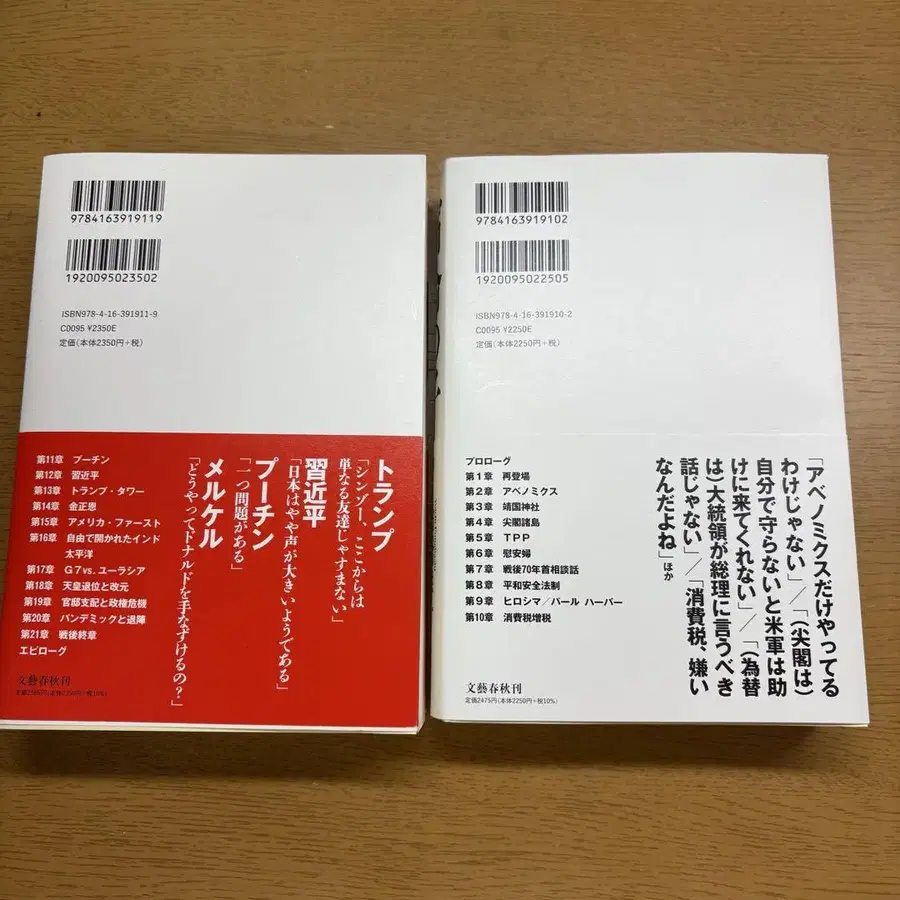 9784163919119
1920095023502
ISBN978-4-16-391911-9
C0095 ¥2350E
定価(本体2350円+税)
第11章 プーチン
第12章 習近平
第13章 トランプ・タワー
第14章 金正恩
第15章 アメリカ・ファースト
第16章 自由で開かれたインド
太平洋
第17章 G7vs.ユーラシア
第18章 天皇退位と改元
第19章 官邸支配と政権危機
第20章 パンデミックと退陣
第21章 戦後終章
エピローグ
トランプ
「シンゾー、ここからは
単なる友達じゃすまない」
習近平
「日本はやや声が大きいようである」
プーチン
「一つ問題がある」
メルケル
「どうやってドナルドを手なずけるの?」
文藝春秋刊
9784163919102
1920095022505
ISBN978-4-16-391910-2
C0095 ¥2250E
定価(本体2250円+税)
プロローグ
第1章 再登場
第2章 アベノミクス
第3章 靖国神社
第4章 尖閣諸島
第5章 TPP
第6章 慰安婦
第7章 戦後70年首相談話
第8章 平和安全法制
第9章 ヒロシマ/パール ハーバー
第10章 消費税増税
「アベノミクスだけやってる
わけじゃない」/「(尖閣は)
自分で守らないと米軍は助
けに来てくれない」/「(為替
は)大統領が総理に言うべき
話じゃない」/「消費税、嫌い
なんだよね」ほか
文藝春秋刊
定価2475円(本体2250円+税10%)